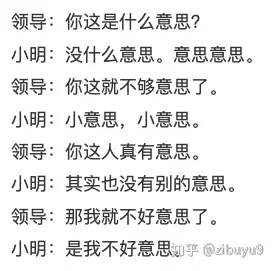 领导：你这是什么意思？
小明：没什么意思。意思意思。
领导：你这就不够意思了。
小明：小意思，小意思。
领导：你这人真有意思。
小明：其实也没有别的意思。
领导：那我就不好意思了。
小明：是我不好意思。
知乎 @zibuyu9